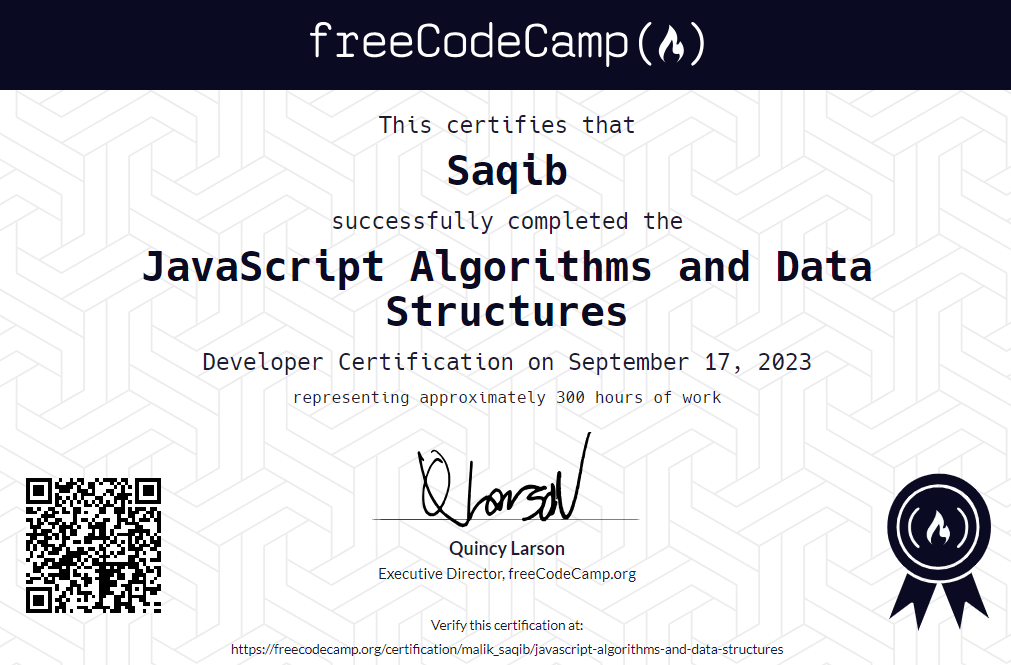 freeCodeCamp
This certifies that
Saqib
successfully completed the
JavaScript Algorithms and Data
Structures
Developer Certification on September 17, 2023
representing approximately 300 hours of work
Quincy Larson
Executive Director, freeCodeCamp.org
Verify this certification at:
https://freecodecamp.org/certification/malik_saqib/javascript-algorithms-and-data-structures